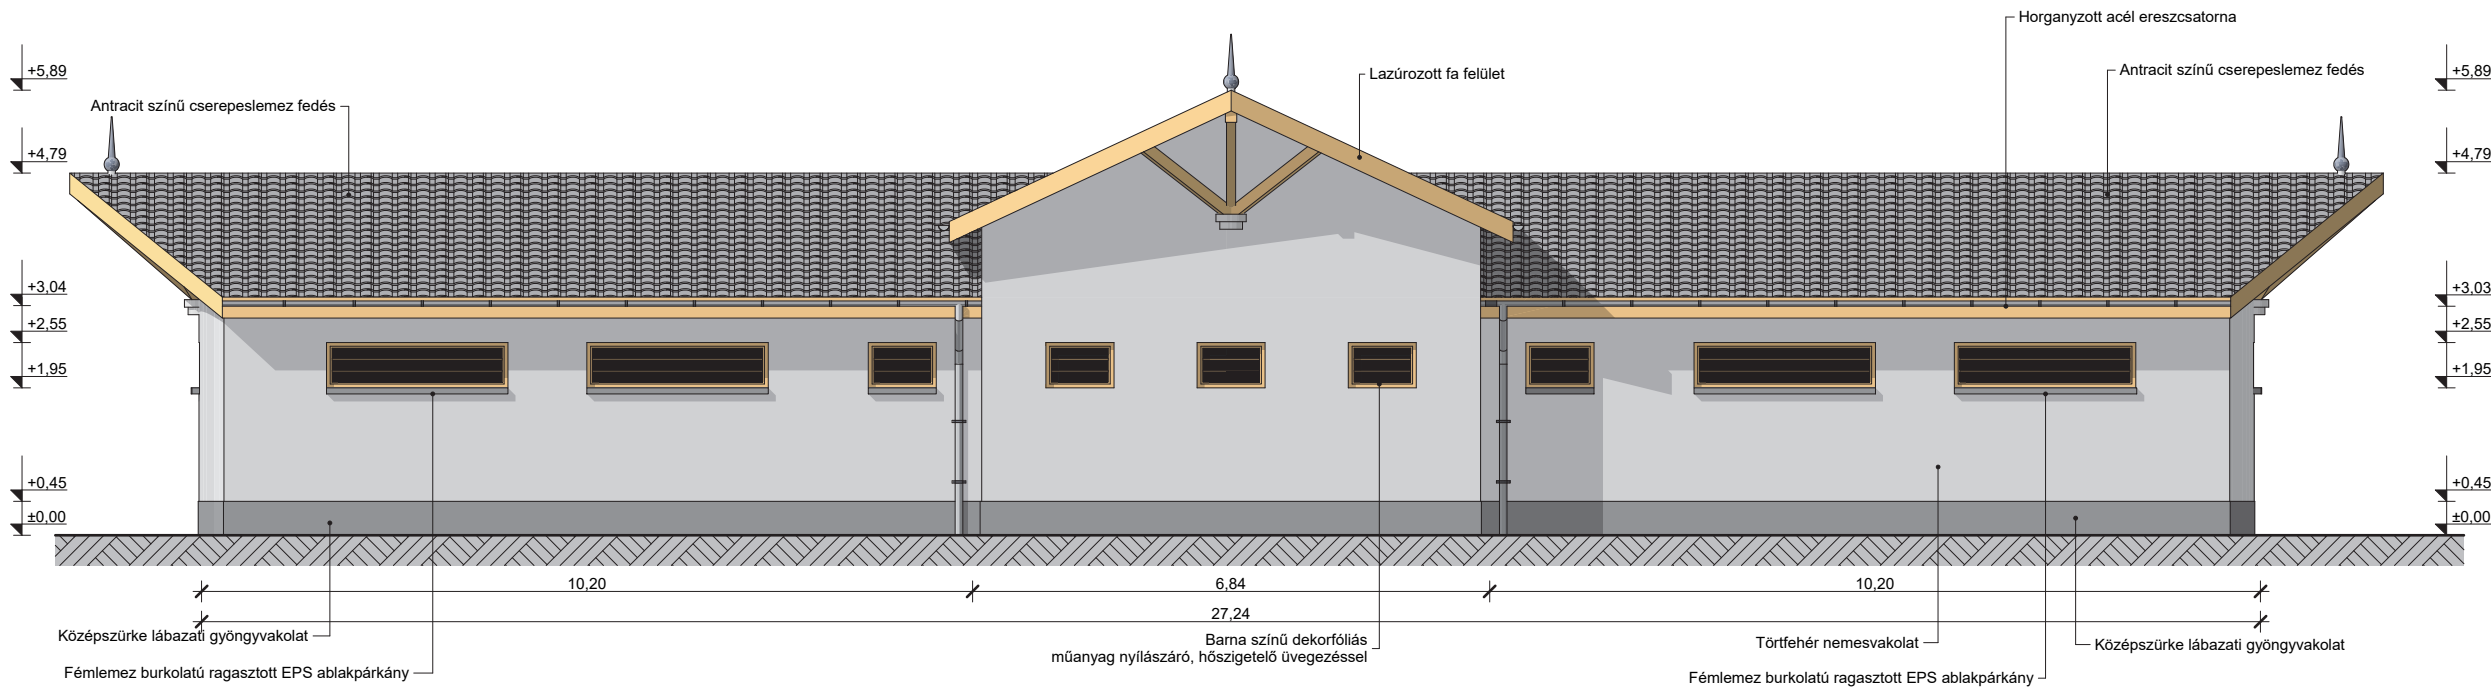 Horganyzott acél ereszcsatorna
+5,89
Lazúrozott fa felület
Antracit színű cserepeslemez fedés
+5,89
Antracit színű cserepeslemez fedés
+4,79
+4,79
+3,04
+3,03
+2,55
+2,55
+1,95
+1,95
+0,45
+0,45
±0,00
±0,00
10,20
6,84
10,20
27,24
Középszürke lábazati gyöngyvakolat
Barna színű dekorfóliás
műanyag nyílászáró, hőszigetelő üvegezéssel
Törtfehér nemesvakolat
Középszürke lábazati gyöngyvakolat
Fémlemez burkolatú ragasztott EPS ablakpárkány
Fémlemez burkolatú ragasztott EPS ablakpárkány